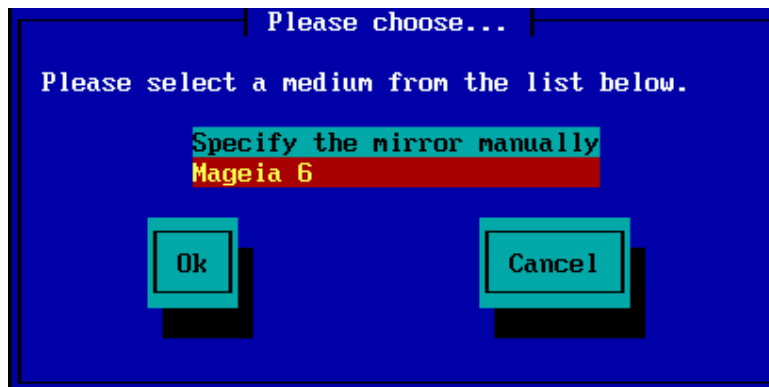 Please choose...
Please select a medium from the list below.
Specify the mirror manually
Mageia 6
Ok
Cancel